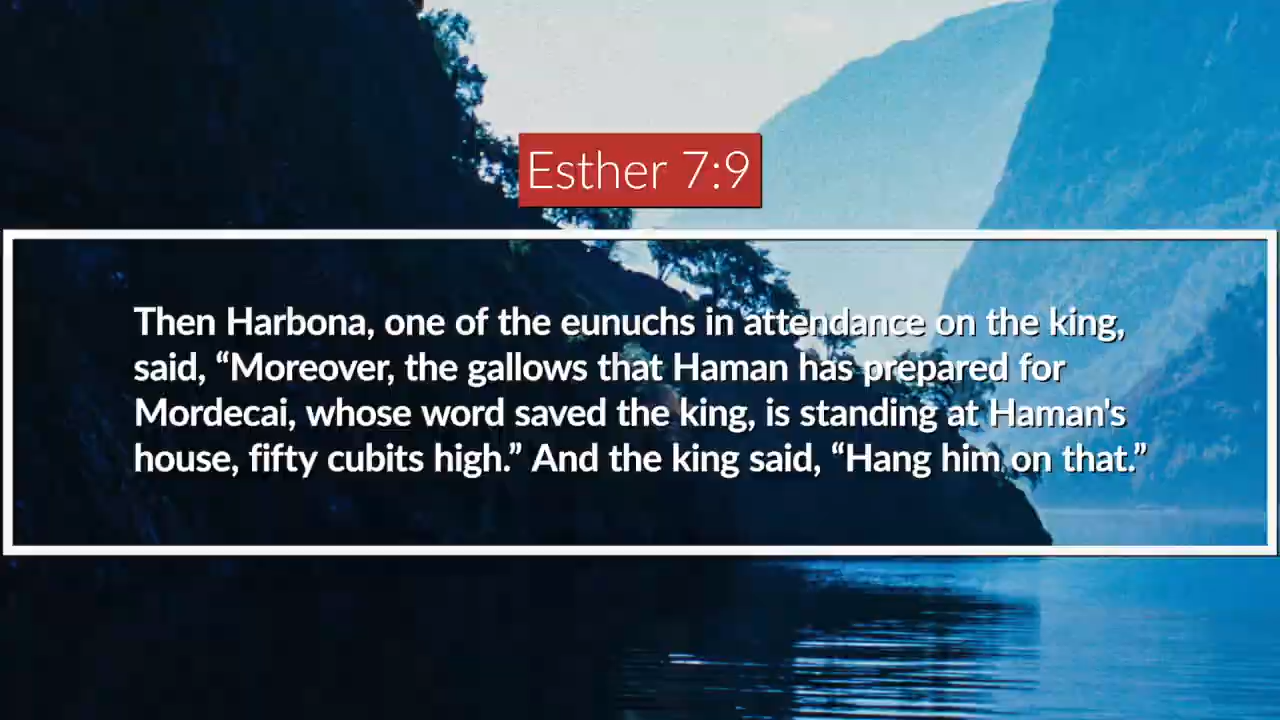 Esther 7:9
Then Harbona, one of the eunuchs in attendance on the king,
said, “Moreover, the gallows that Haman has prepared for
Mordecai, whose word saved the king, is standing at Haman's
house, fifty cubits high.” And the king said, “Hang him on that.”